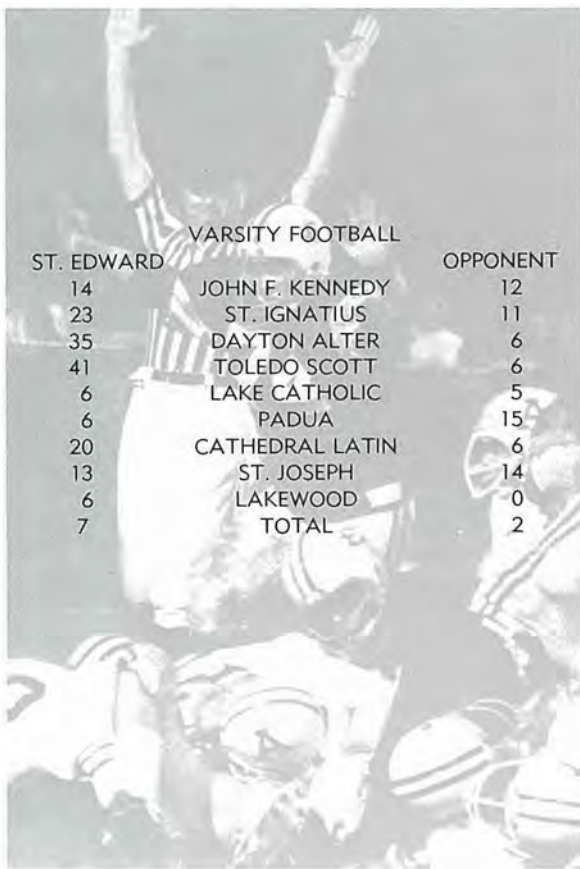 VARSITY FOOTBALL
ST. EDWARD OPPONENT
14 JOHN F. KENNEDY 12
23 ST. IGNATIUS 11
35 DAYTON ALTER 6
41 TOLEDO SCOTT 6
6 LAKE CATHOLIC 5
6 PADUA 15
20 CATHEDRAL LATIN 6
13 ST. JOSEPH 14
6 LAKEWOOD 0
7 TOTAL 2